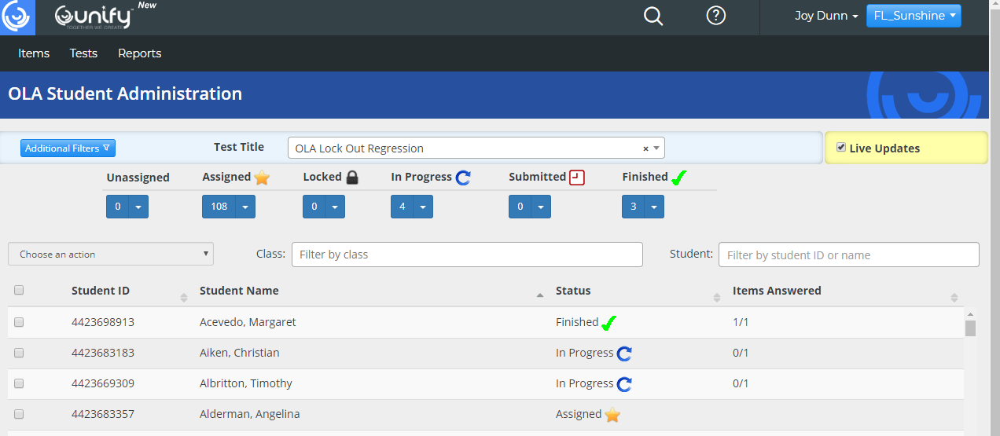 unify™ New
TOGETHER WE CREATE
Joy Dunn
FL_Sunshine
Items Tests Reports
OLA Student Administration
Additional Filters Test Title OLA Lock Out Regression × Live Updates
Unassigned Assigned Locked In Progress Submitted Finished
0 108 0 4 0 3
Choose an action Class: Filter by class Student: Filter by student ID or name
Student ID Student Name Status Items Answered
4423698913 Acevedo, Margaret Finished 1/1
4423683183 Aiken, Christian In Progress 0/1
4423669309 Albritton, Timothy In Progress 0/1
4423683357 Alderman, Angelina Assigned